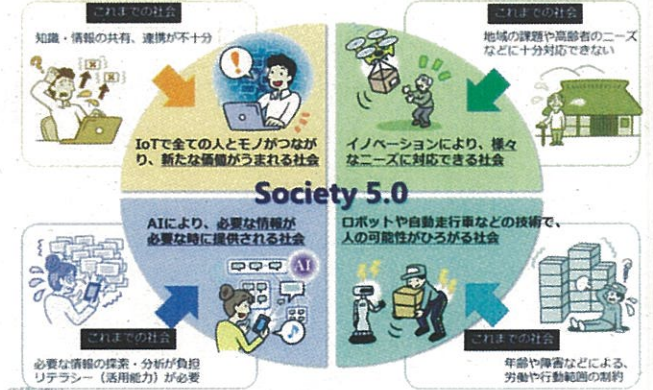 これまでの社会
知識・情報の共有、連携が不十分
IoTで全ての人とモノがつなが
り、新たな価値がうまれる社会
これまでの社会
地域の課題や高齢者のニーズ
などに十分対応できない
イノベーションにより、様々
なニーズに対応できる社会
Society 5.0
AIにより、必要な情報が
必要な時に提供される社会
AI
これまでの社会
必要な情報の探索・分析が負担
リテラシー（活用能力）が必要
ロボットや自動走行車などの技術で、
人の可能性がひろがる社会
これまでの社会
年齢や障害などによる、
労働や行動範囲の制約